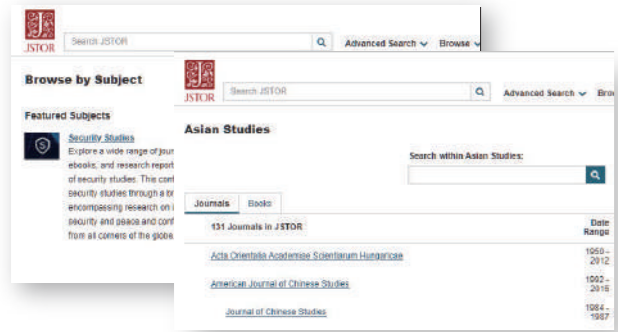 JSTOR
Search JSTOR
Advanced Search
Browse
Browse by Subject
Featured Subjects
Security Studies
Explore a wide range of jour
ebooks, and research report
of security studies. This con
security studies through a br
encompassing research on i
security and peace and conf
from all corners of the globe.
JSTOR
Search JSTOR
Advanced Search
Brow
Asian Studies
Search within Asian Studies:
Journals
Books
131 Journals in JSTOR
Date
Range
Acta Orientalia Academiae Scientiarum Hungaricae
1950 -
2012
American Journal of Chinese Studies
1992 -
2015
Journal of Chinese Studies
1984 -
1987